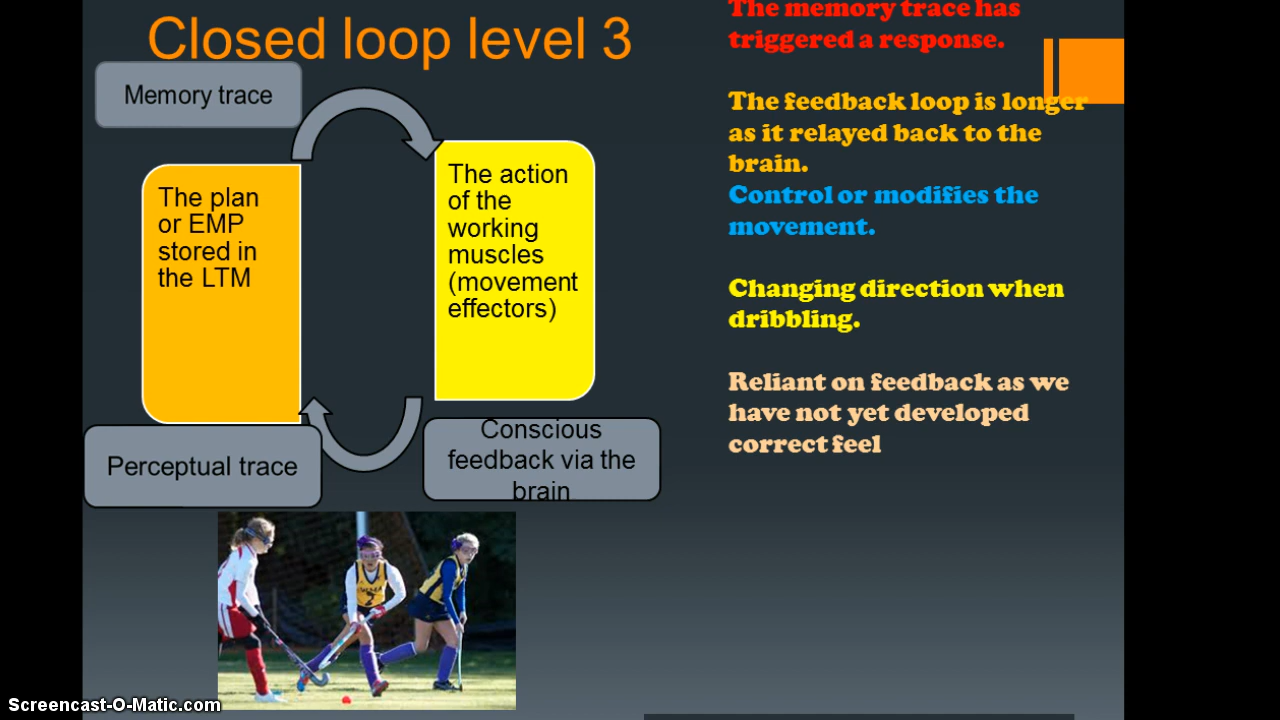 Closed loop level 3
Memory trace
The plan
or EMP
stored in
the LTM
The action
of the
working
muscles
(movement
effectors)
Perceptual trace
Conscious
feedback via the
brain
The memory trace has
triggered a response.
The feedback loop is longer
as it relayed back to the
brain.
Control or modifies the
movement.
Changing direction when
dribbling.
Reliant on feedback as we
have not yet developed
correct feel
7
Screencast-O-Matic.com